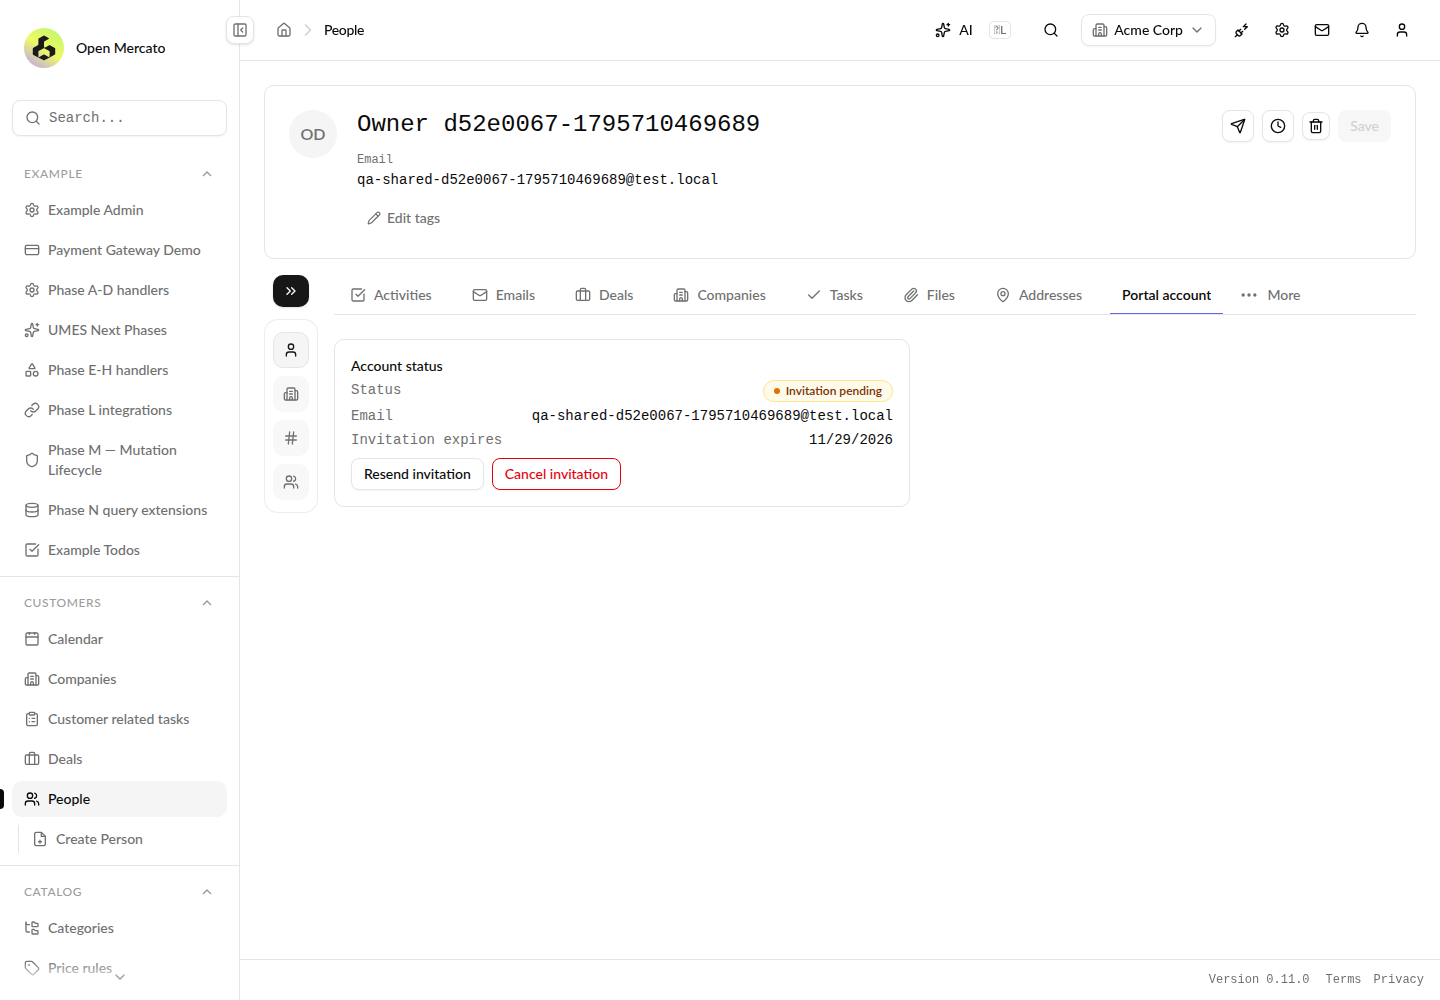 Open Mercato
People
AI
L
Acme Corp
Search...
EXAMPLE
Example Admin
Payment Gateway Demo
Phase A-D handlers
UMES Next Phases
Phase E-H handlers
Phase L integrations
Phase M — Mutation
Lifecycle
Phase N query extensions
Example Todos
CUSTOMERS
Calendar
Companies
Customer related tasks
Deals
People
Create Person
CATALOG
Categories
Price rules
OD
Owner d52e0067-1795710469689
Email
qa-shared-d52e0067-1795710469689@test.local
Edit tags
Save
Activities
Emails
Deals
Companies
Tasks
Files
Addresses
Portal account
More
Account status
Status
Invitation pending
Email
qa-shared-d52e0067-1795710469689@test.local
Invitation expires
11/29/2026
Resend invitation
Cancel invitation
Version 0.11.0
Terms
Privacy